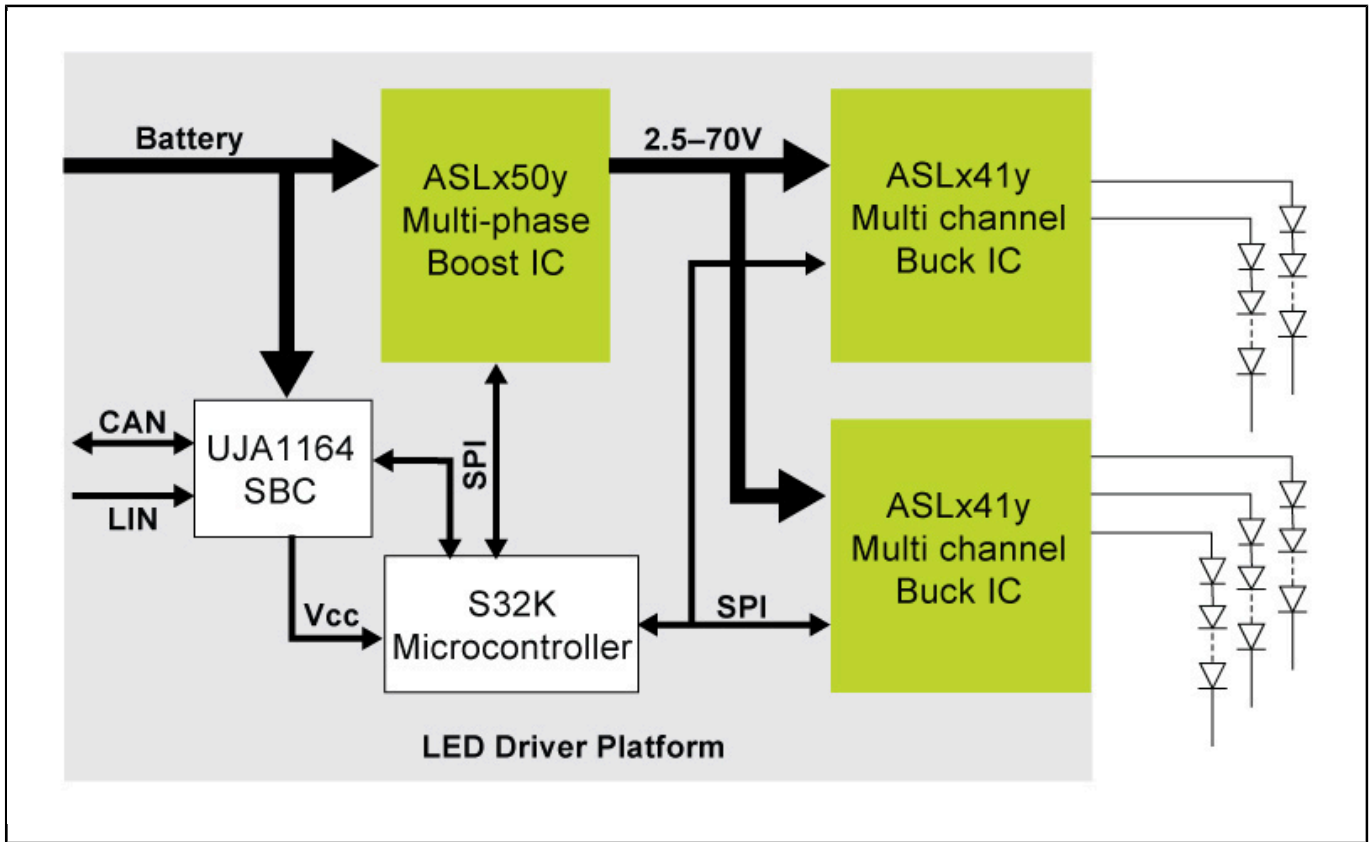 Battery
ASLx50y
Multi-phase
Boost IC
2.5–70V
ASLx41y
Multi channel
Buck IC
CAN
LIN
UJA1164
SBC
SPI
Vcc
S32K
Microcontroller
SPI
ASLx41y
Multi channel
Buck IC
LED Driver Platform